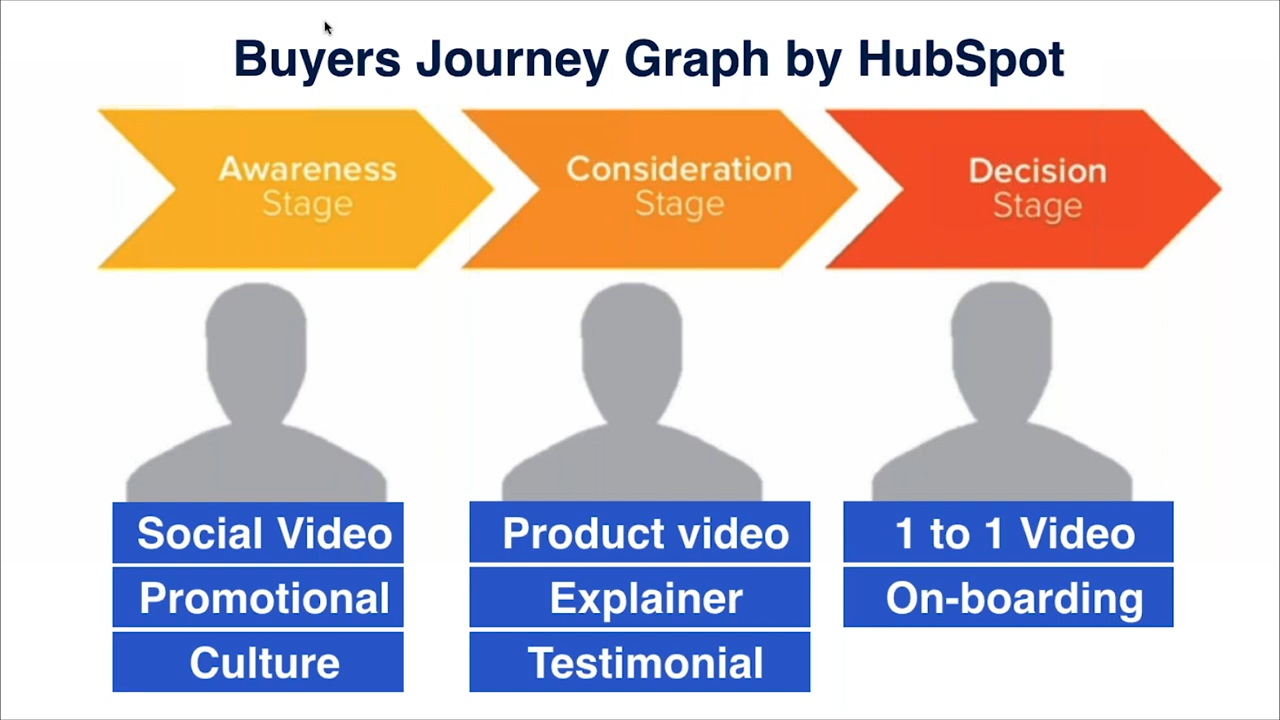 Buyers Journey Graph by HubSpot
Awareness
Stage
Consideration
Stage
Decision
Stage
Social Video
Promotional
Culture
Product video
Explainer
Testimonial
1 to 1 Video
On-boarding